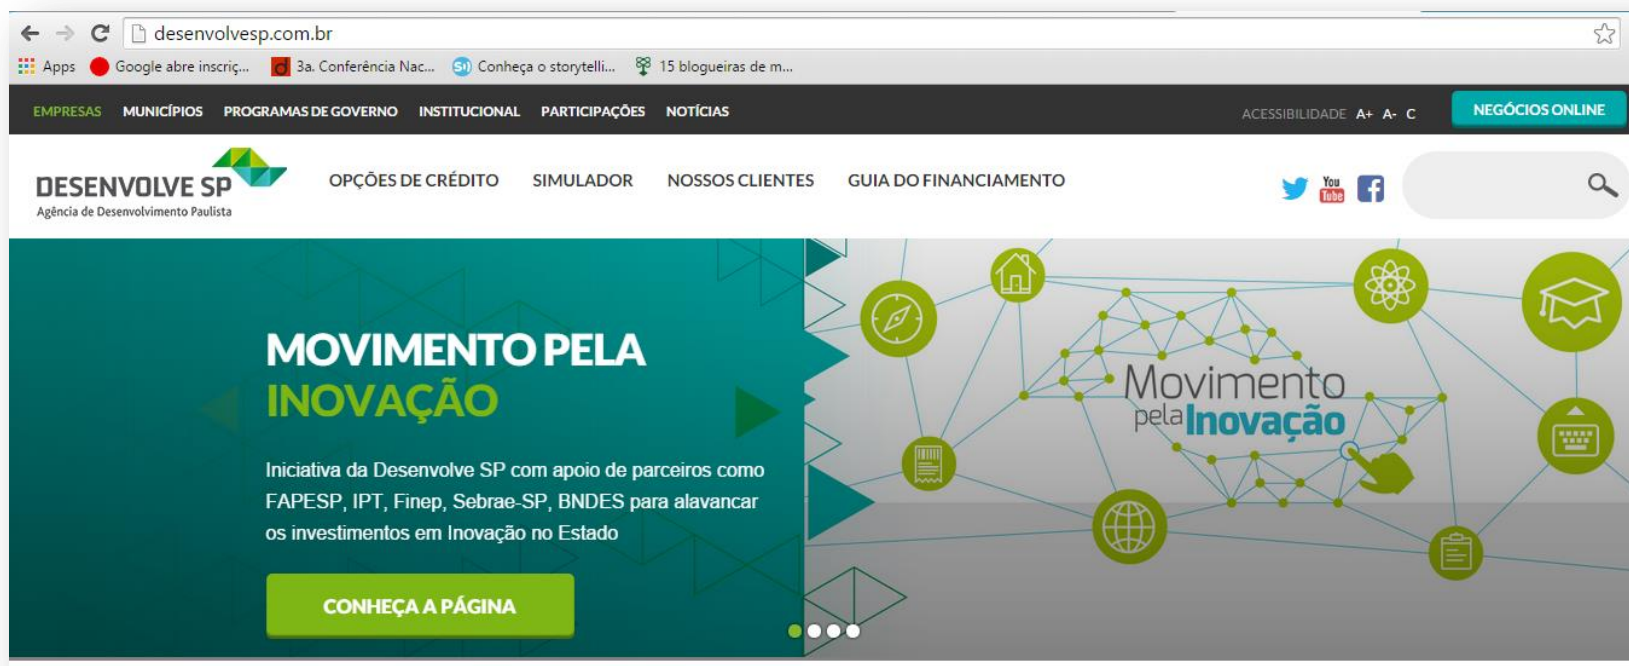 desenvolvesp.com.br
Apps Google abre inscriç... 3a. Conferência Nac... Conheça o storytelli... 15 blogueiras de m...
EMPRESAS MUNICÍPIOS PROGRAMAS DE GOVERNO INSTITUCIONAL PARTICIPAÇÕES NOTÍCIAS ACESSIBILIDADE A+ A- C NEGÓCIOS ONLINE
DESENVOLVE SP
Agência de Desenvolvimento Paulista
OPÇÕES DE CRÉDITO SIMULADOR NOSSOS CLIENTES GUIA DO FINANCIAMENTO
You
Tube
MOVIMENTO PELA
INOVAÇÃO
Iniciativa da Desenvolve SP com apoio de parceiros como
FAPESP, IPT, Finep, Sebrae-SP, BNDES para alavancar
os investimentos em Inovação no Estado
CONHEÇA A PÁGINA
Movimento
pela Inovação